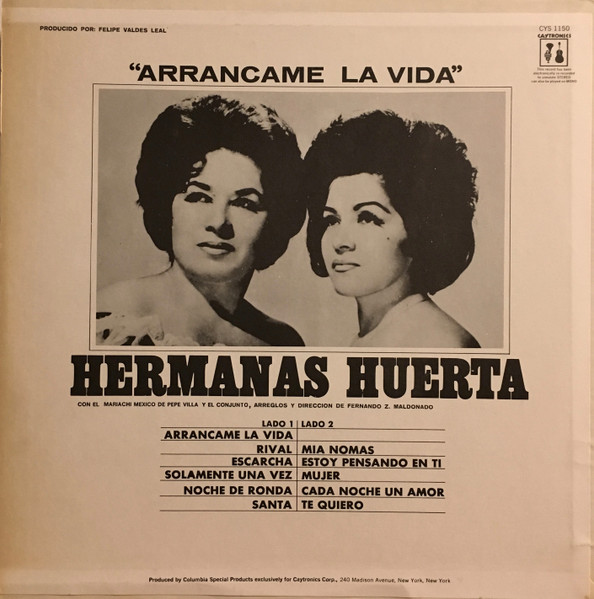 PRODUCIDO POR: FELIPE VALDES LEAL
CYS 1150
CAYTRONICS
"ARRANCAME LA VIDA"
HERMANAS HUERTA
CON EL MARIACHI MEXICO DE PEPE VILLA Y EL CONJUNTO, ARREGLOS Y DIRECCION DE FERNANDO Z. MALDONADO
LADO 1 LADO 2
ARRANCAME LA VIDA
RIVAL MIA NOMAS
ESCARCHA ESTOY PENSANDO EN TI
SOLAMENTE UNA VEZ MUJER
NOCHE DE RONDA CADA NOCHE UN AMOR
SANTA TE QUIERO
Produced by Columbia Special Products exclusively for Caytronics Corp., 240 Madison Avenue, New York, New York